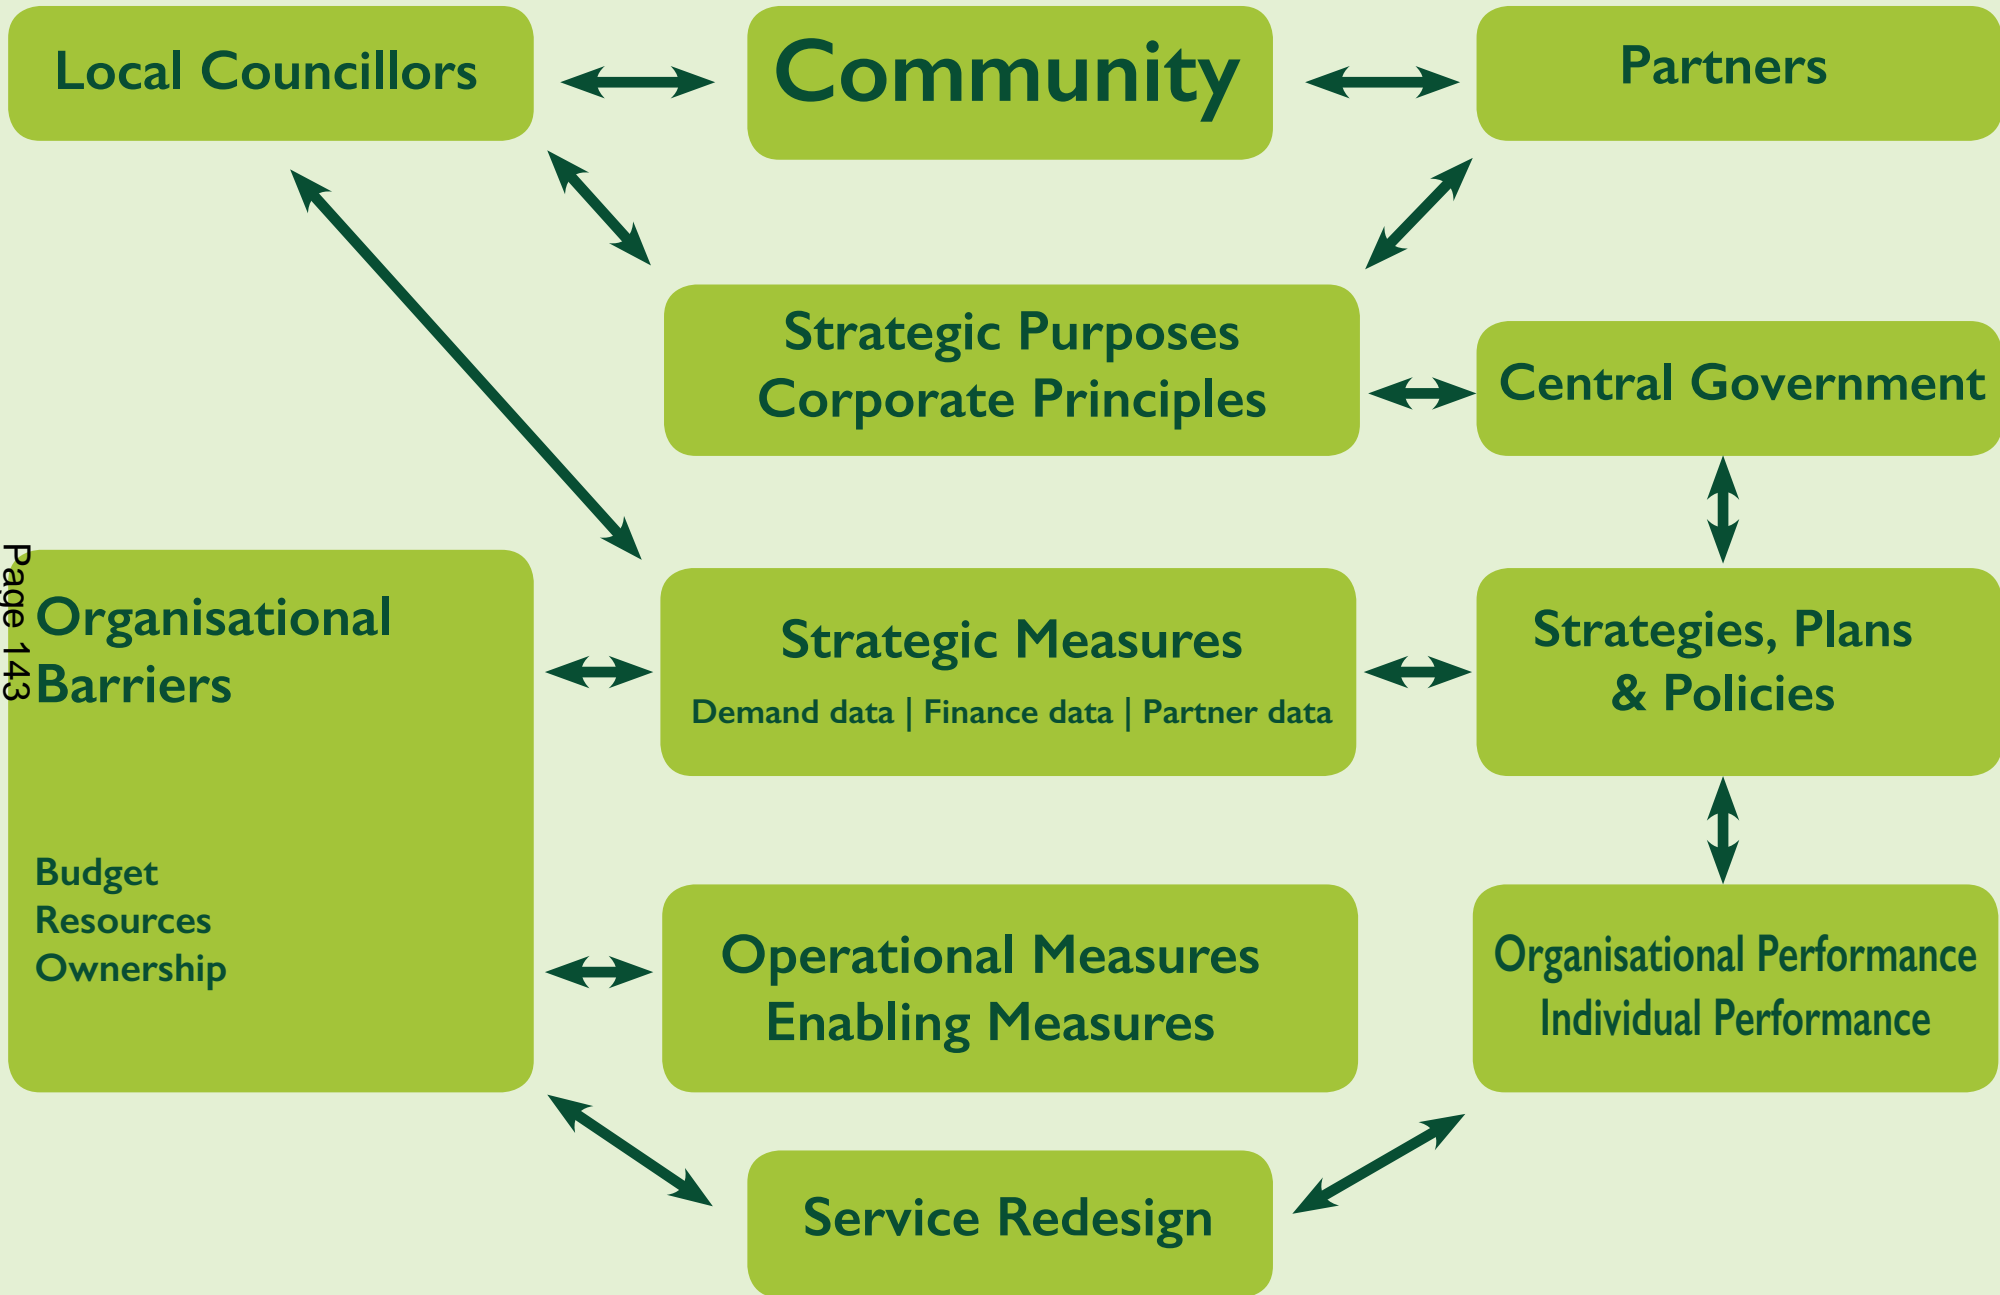 Local Councillors
Community
Partners
Strategic Purposes
Corporate Principles
Central Government
Page 143
Organisational
Barriers
Budget
Resources
Ownership
Strategic Measures
Demand data | Finance data | Partner data
Strategies, Plans
& Policies
Operational Measures
Enabling Measures
Organisational Performance
Individual Performance
Service Redesign